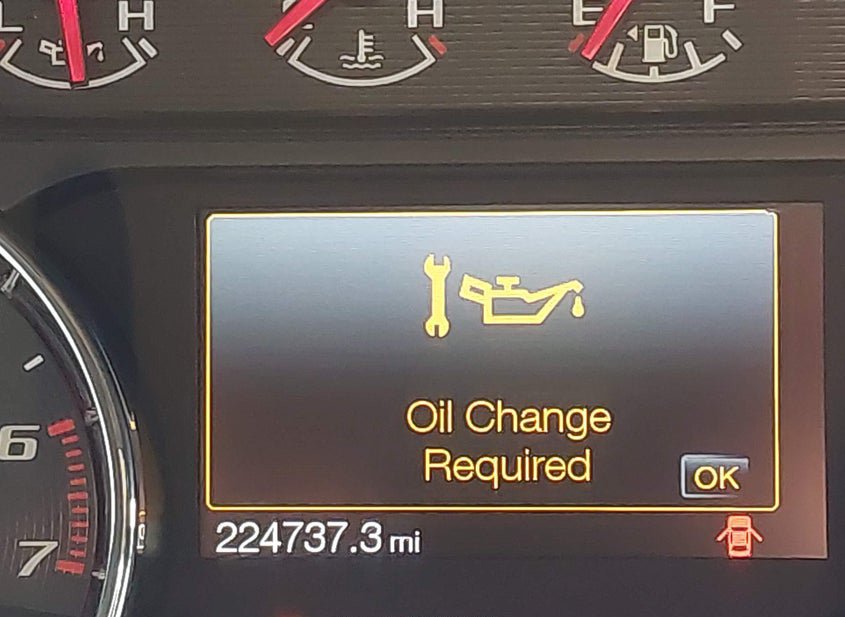 L H H E F
Oil Change
Required
OK
224737.3 mi
6
7